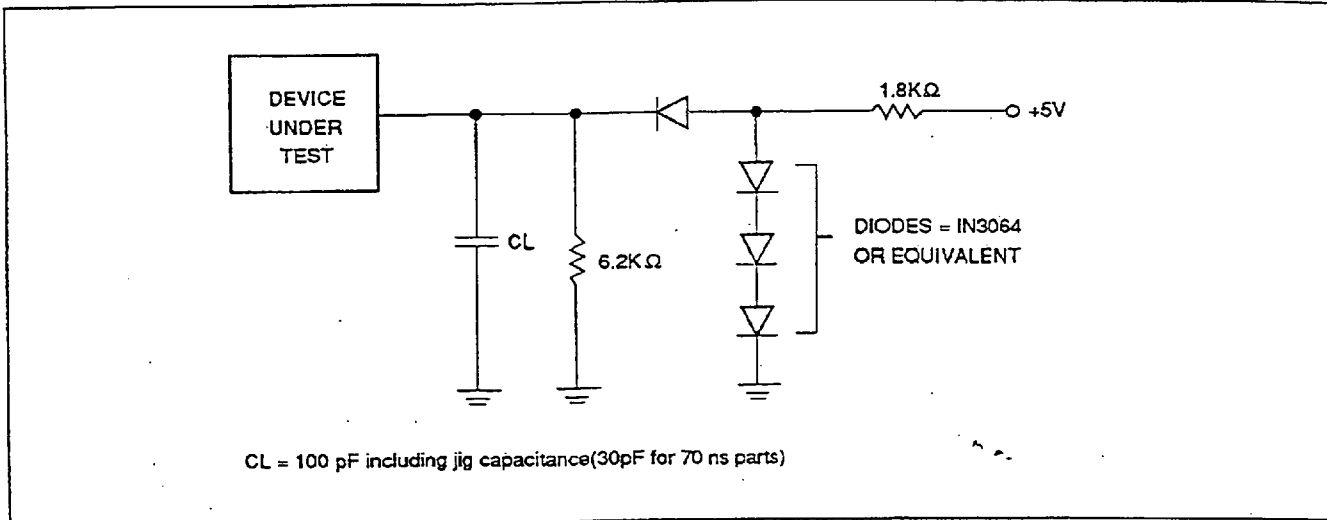 DEVICE
UNDER
TEST
1.8KΩ
+5V
CL
6.2KΩ
DIODES = IN3064
OR EQUIVALENT
CL = 100 pF including jig capacitance(30pF for 70 ns parts)